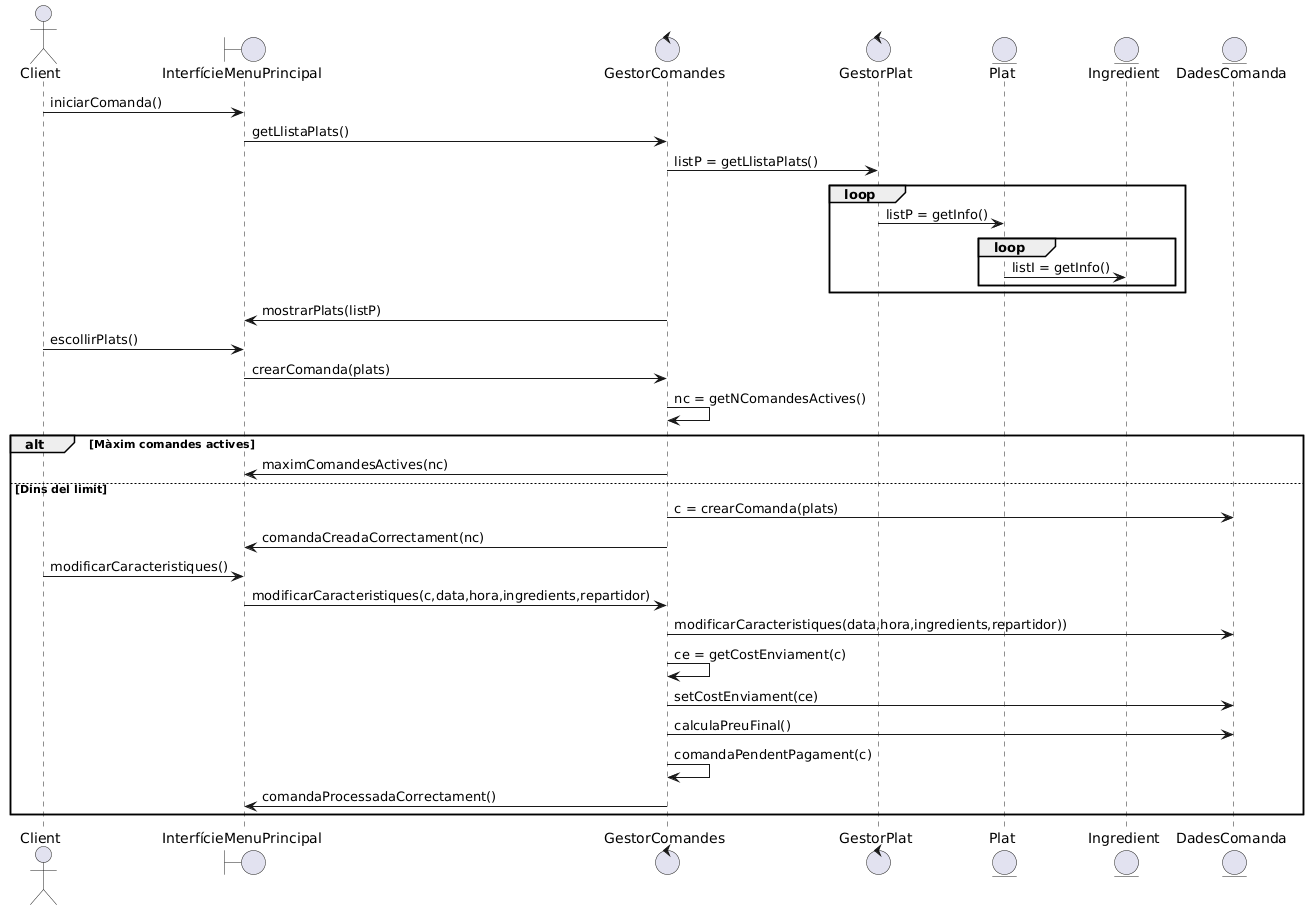 Client
InterfícieMenuPrincipal
GestorComandes
GestorPlat
Plat
Ingredient
DadesComanda
iniciarComanda()
getLlistaPlats()
listP = getLlistaPlats()
loop
listP = getInfo()
loop
listI = getInfo()
mostrarPlats(listP)
escollirPlats()
crearComanda(plats)
nc = getNComandesActives()
alt [Màxim comandes actives]
maximComandesActives(nc)
[Dins del limit]
c = crearComanda(plats)
comandaCreadaCorrectament(nc)
modificarCaracteristiques()
modificarCaracteristiques(c,data,hora,ingredients,repartidor)
modificarCaracteristiques(data,hora,ingredients,repartidor))
ce = getCostEnviament(c)
setCostEnviament(ce)
calculaPreuFinal()
comandaPendentPagament(c)
comandaProcessadaCorrectament()
Client
InterfícieMenuPrincipal
GestorComandes
GestorPlat
Plat
Ingredient
DadesComanda